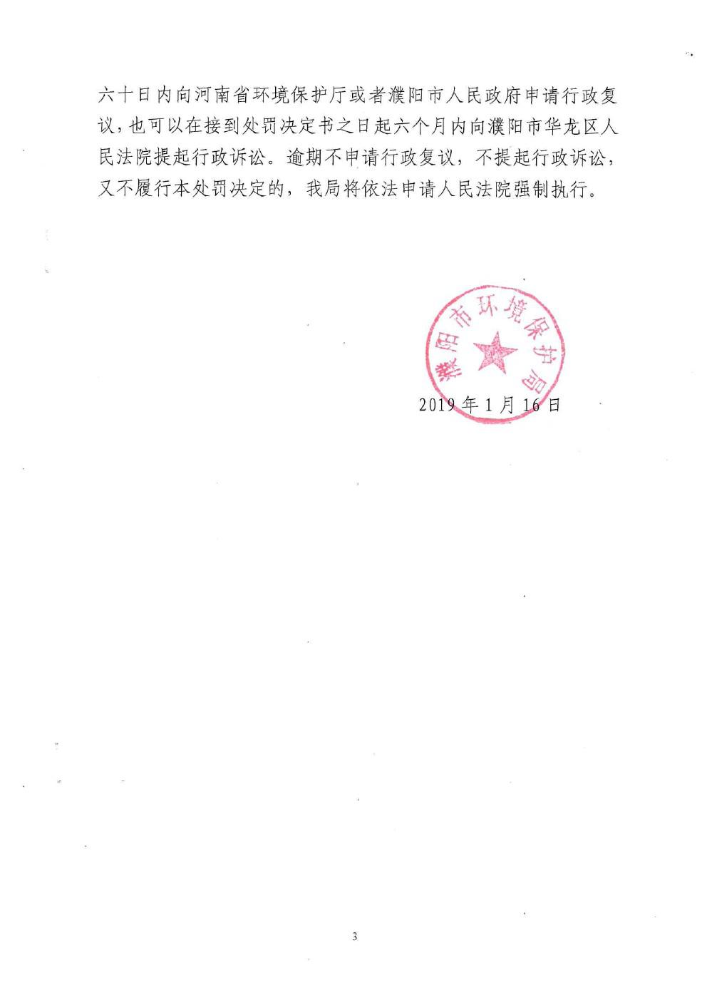 六十日内向河南省环境保护厅或者濮阳市人民政府申请行政复
议，也可以在接到处罚决定书之日起六个月内向濮阳市华龙区人
民法院提起行政诉讼。逾期不申请行政复议，不提起行政诉讼，
又不履行本处罚决定的，我局将依法申请人民法院强制执行。
濮阳市环境保护局
2019年1月16日
3